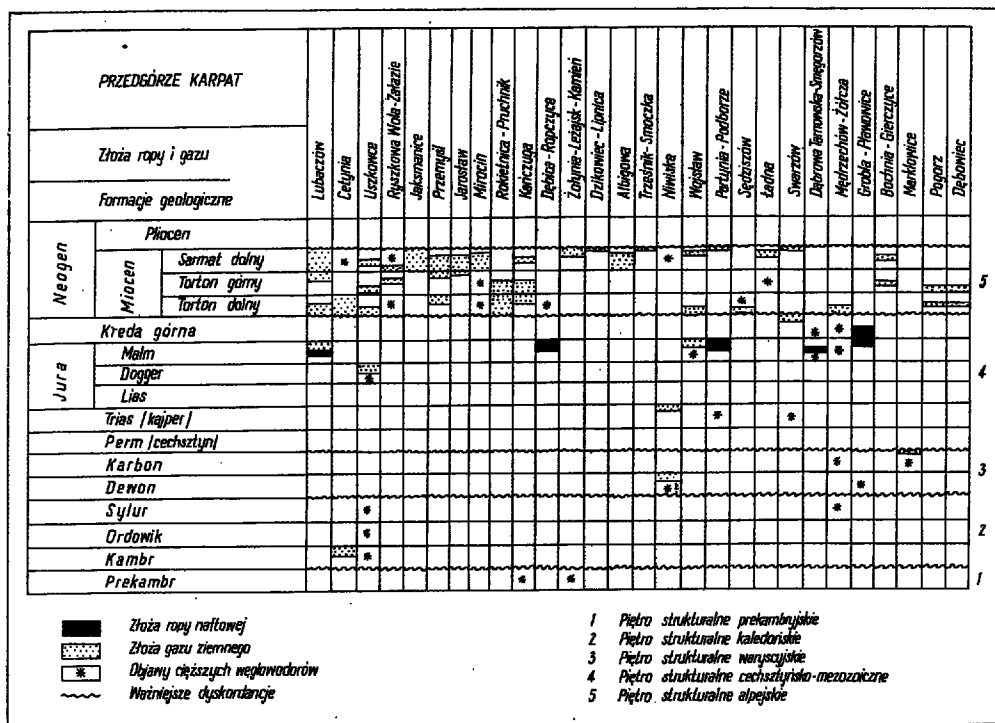 PRZEDGÓRZE KARPAT
Złoża ropy i gazu
Formacje geologiczne
Lubaczów
Cetynia
Uszkowce
Ryszkowa Wola-Załazie
Jaksmanice
Przemyśl
Jarosław
Mirocin
Rokietnica - Pruchnik
Kańczuga
Dębica - Ropczyce
Żołynia-Leżajsk-Kamień
Dzikowiec - Lipnica
Albigowa
Trześnik-Smoczka
Niwiska
Wojsław
Partynia - Podborze
Sędziszów
Ładna
Swarzów
Dąbrowa Tarnowska-Smęgorzów
Mędrzechów-Żółcza
Grobla - Pławowice
Bochnia - Gierczyce
Marklowice
Pogorz
Dębowiec
Neogen
Pliocen
Miocen
Sarmat dolny
Torton górny
5
Torton dolny
Kreda górna
Jura
Malm
Dogger
4
Lias
Trias /kajper/
Perm /cechsztyn/
Karbon
3
Dewon
Sylur
Ordowik
2
Kambr
Prekambr
1
Złoża ropy naftowej
Złoża gazu ziemnego
Objawy cięższych węglowodorów
Ważniejsze dyskordancje
1 Piętro strukturalne prekambryjskie
2 Piętro strukturalne kaledońskie
3 Piętro strukturalne waryscyjskie
4 Piętro strukturalne cechsztyńsko-mezozoiczne
5 Piętro strukturalne alpejskie